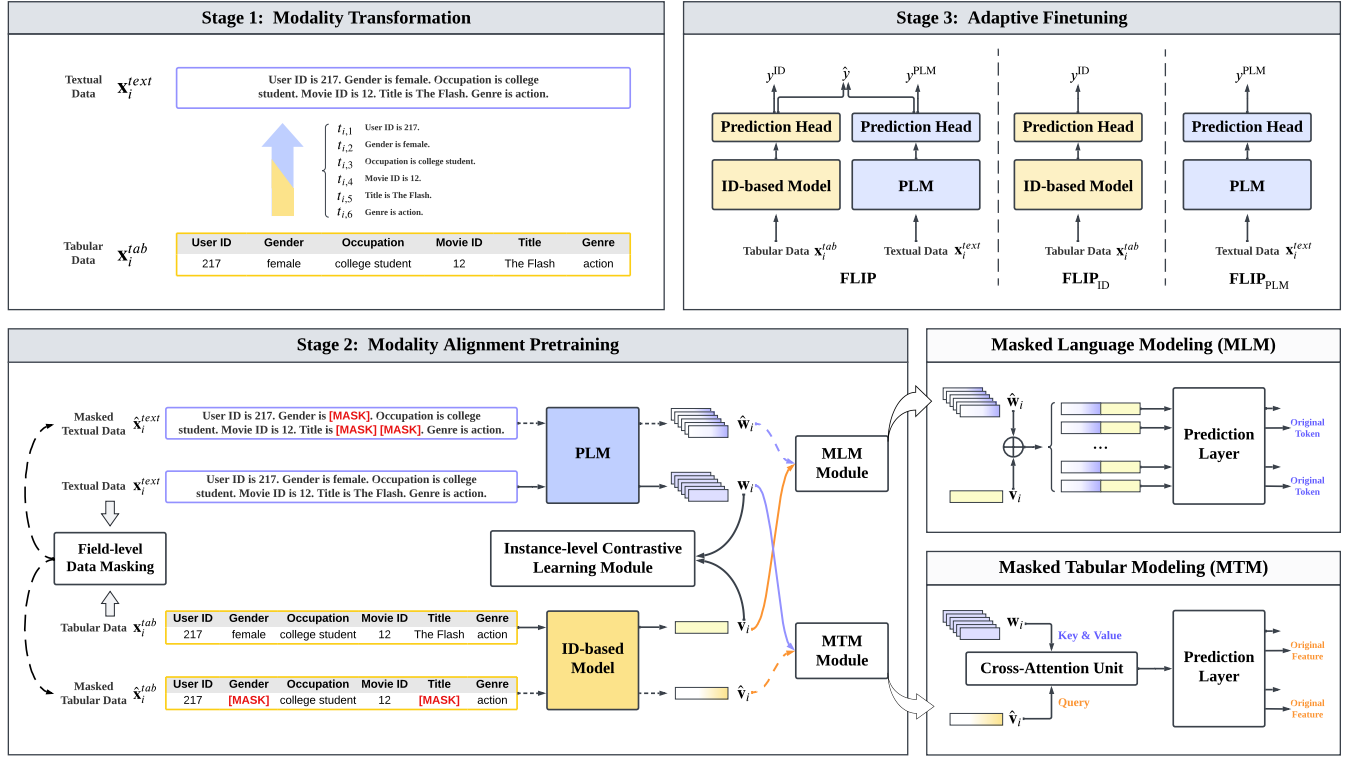 Stage 1: Modality Transformation
Textual
Data
x_i^{text}
User ID is 217. Gender is female. Occupation is college
student. Movie ID is 12. Title is The Flash. Genre is action.
t_{i,1} User ID is 217.
t_{i,2} Gender is female.
t_{i,3} Occupation is college student.
t_{i,4} Movie ID is 12.
t_{i,5} Title is The Flash.
t_{i,6} Genre is action.
Tabular
Data
x_i^{tab}
User ID Gender Occupation Movie ID Title Genre
217 female college student 12 The Flash action
Stage 3: Adaptive Finetuning
y^{ID} ŷ y^{PLM} y^{ID} y^{PLM}
Prediction Head Prediction Head Prediction Head Prediction Head
ID-based Model PLM ID-based Model PLM
Tabular Data x_i^{tab} Textual Data x_i^{text} Tabular Data x_i^{tab} Textual Data x_i^{text}
FLIP FLIP_{ID} FLIP_{PLM}
Stage 2: Modality Alignment Pretraining
Masked
Textual Data x̂_i^{text}
User ID is 217. Gender is [MASK]. Occupation is college
student. Movie ID is 12. Title is [MASK] [MASK]. Genre is action.
Textual Data x_i^{text}
User ID is 217. Gender is female. Occupation is college
student. Movie ID is 12. Title is The Flash. Genre is action.
PLM
ŵ_i
w_i
MLM
Module
Field-level
Data Masking
Instance-level Contrastive
Learning Module
Tabular Data x_i^{tab}
User ID Gender Occupation Movie ID Title Genre
217 female college student 12 The Flash action
Masked
Tabular Data x̂_i^{tab}
User ID Gender Occupation Movie ID Title Genre
217 [MASK] college student 12 [MASK] action
ID-based
Model
v_i
v̂_i
MTM
Module
Masked Language Modeling (MLM)
ŵ_i
v_i
...
Prediction
Layer
Original
Token
Original
Token
Masked Tabular Modeling (MTM)
w_i
Key & Value
Cross-Attention Unit
Query
v̂_i
Prediction
Layer
Original
Feature
Original
Feature